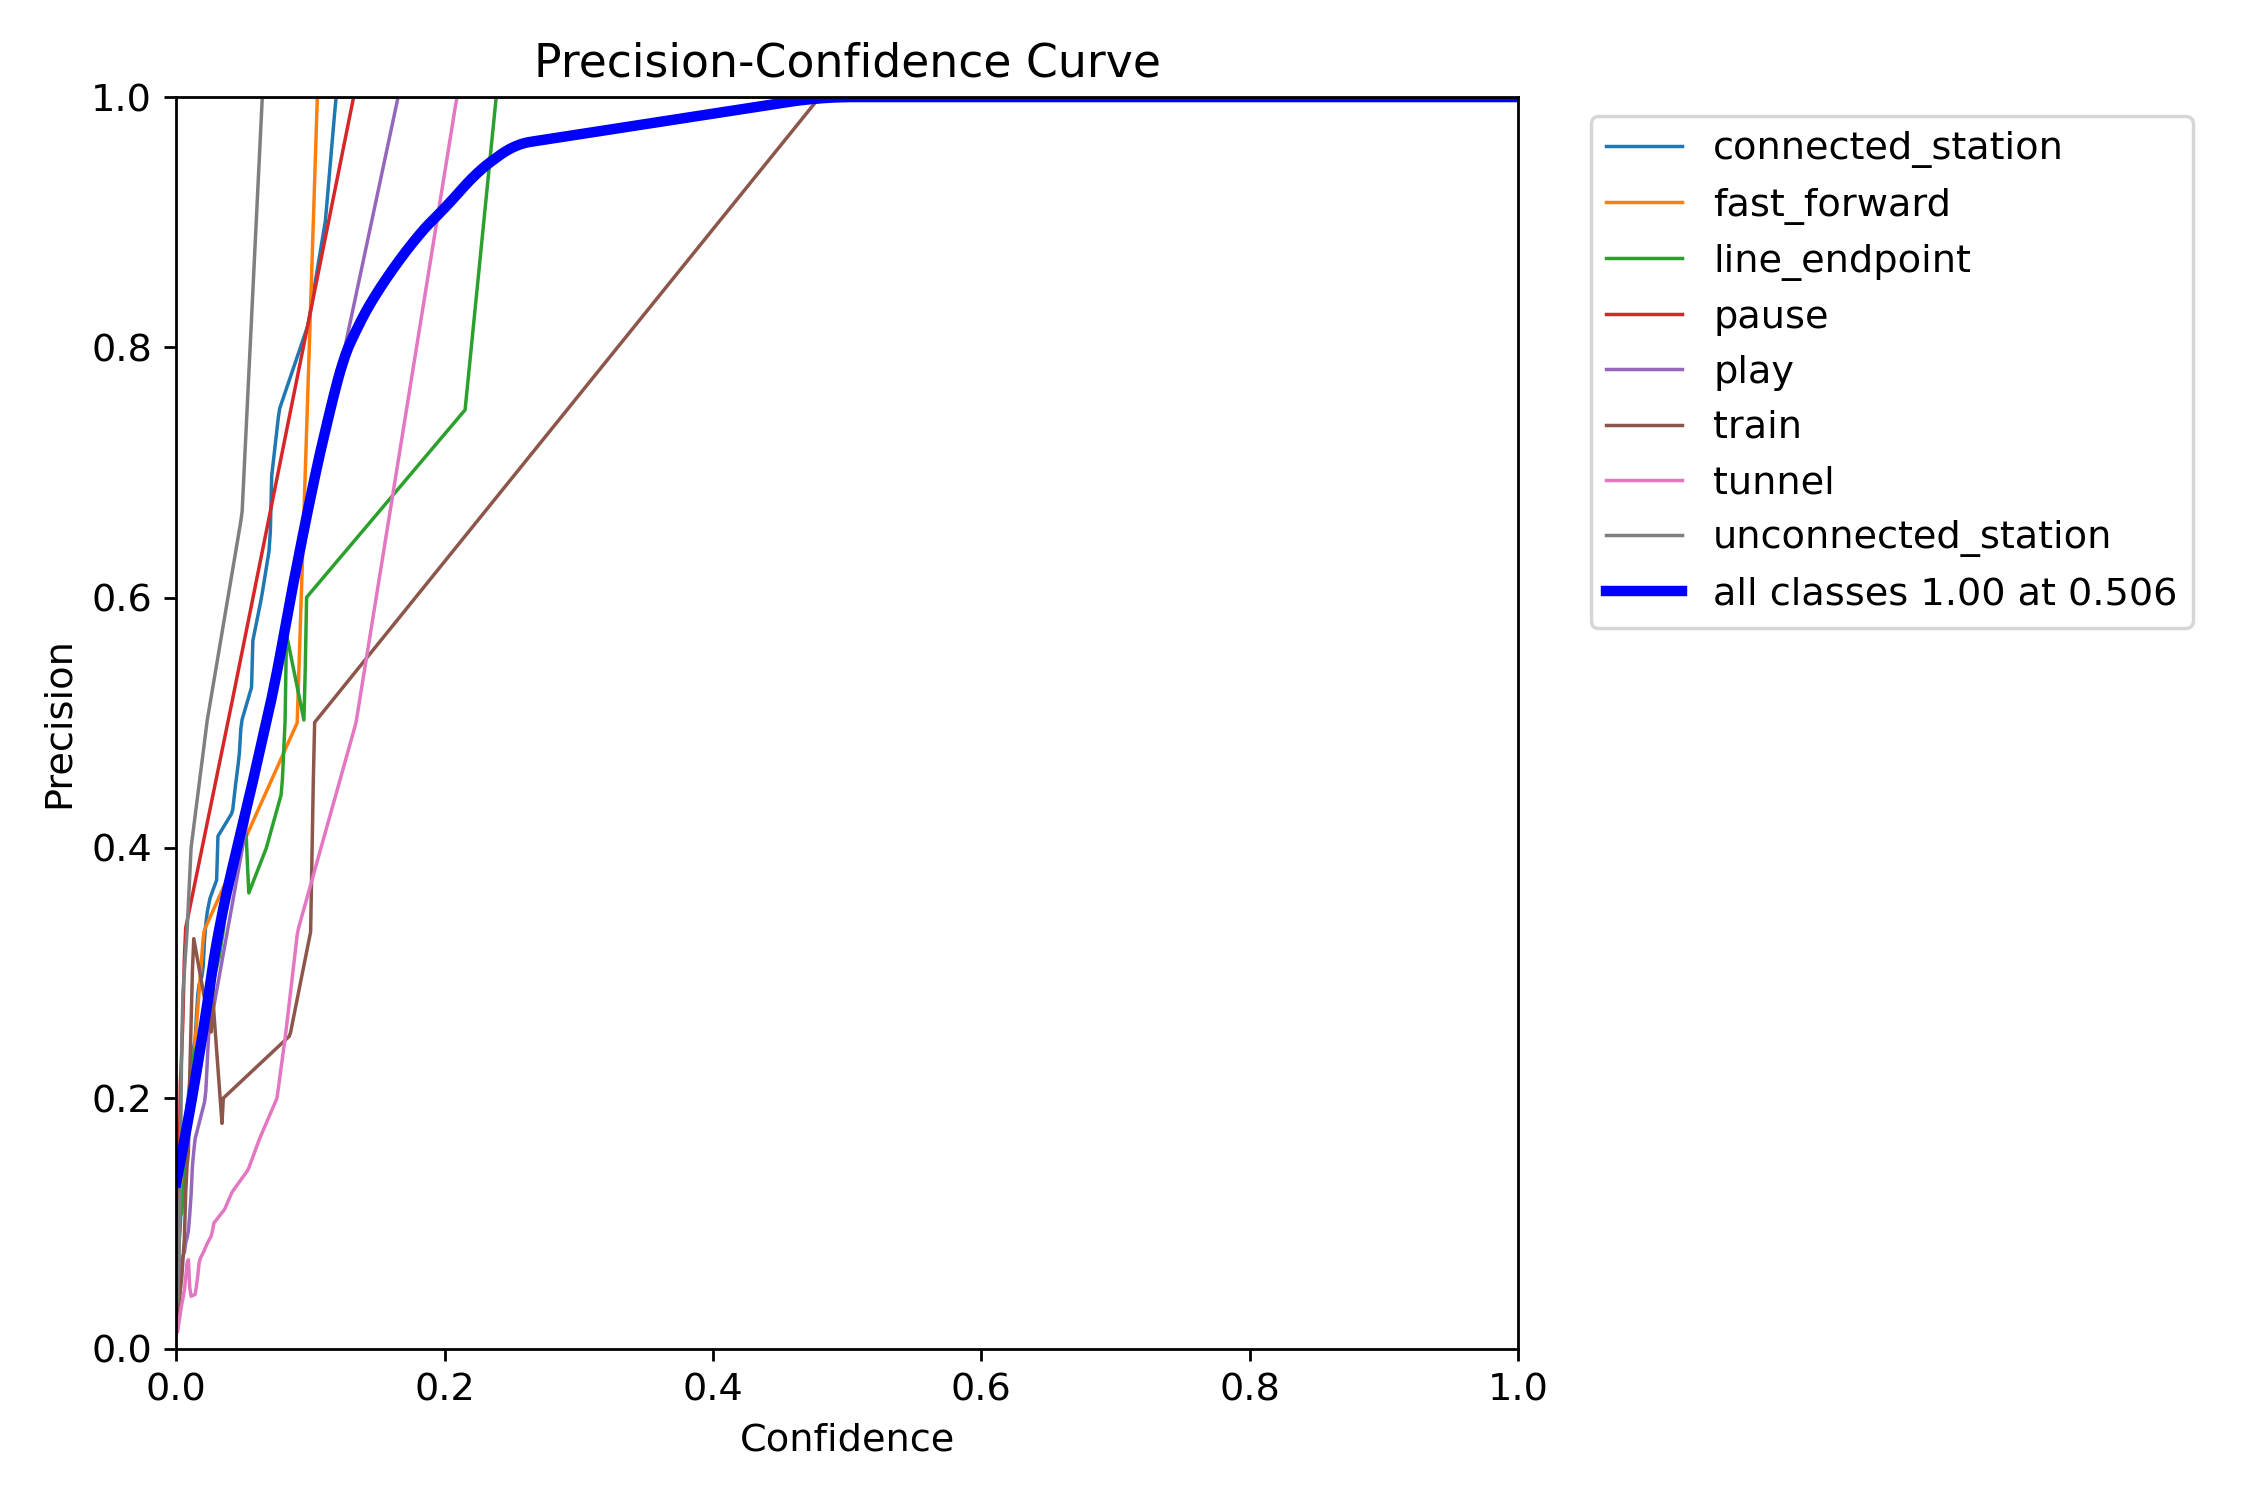 Precision-Confidence Curve
1.0
0.8
0.6
0.4
0.2
0.0
Precision
0.0 0.2 0.4 0.6 0.8 1.0
Confidence
connected_station
fast_forward
line_endpoint
pause
play
train
tunnel
unconnected_station
all classes 1.00 at 0.506